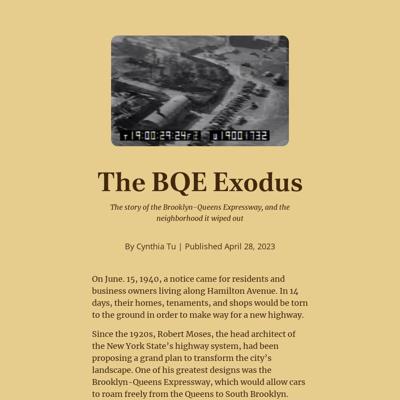 T19:00:29:24F2 U19001732
The BQE Exodus
The story of the Brooklyn-Queens Expressway, and the
neighborhood it wiped out
By Cynthia Tu | Published April 28, 2023
On June. 15, 1940, a notice came for residents and
business owners living along Hamilton Avenue. In 14
days, their homes, tenaments, and shops would be torn
to the ground in order to make way for a new highway.
Since the 1920s, Robert Moses, the head architect of
the New York State's highway system, had been
proposing a grand plan to transform the city's
landscape. One of his greatest designs was the
Brooklyn-Queens Expressway, which would allow cars
to roam freely from the Queens to South Brooklyn.